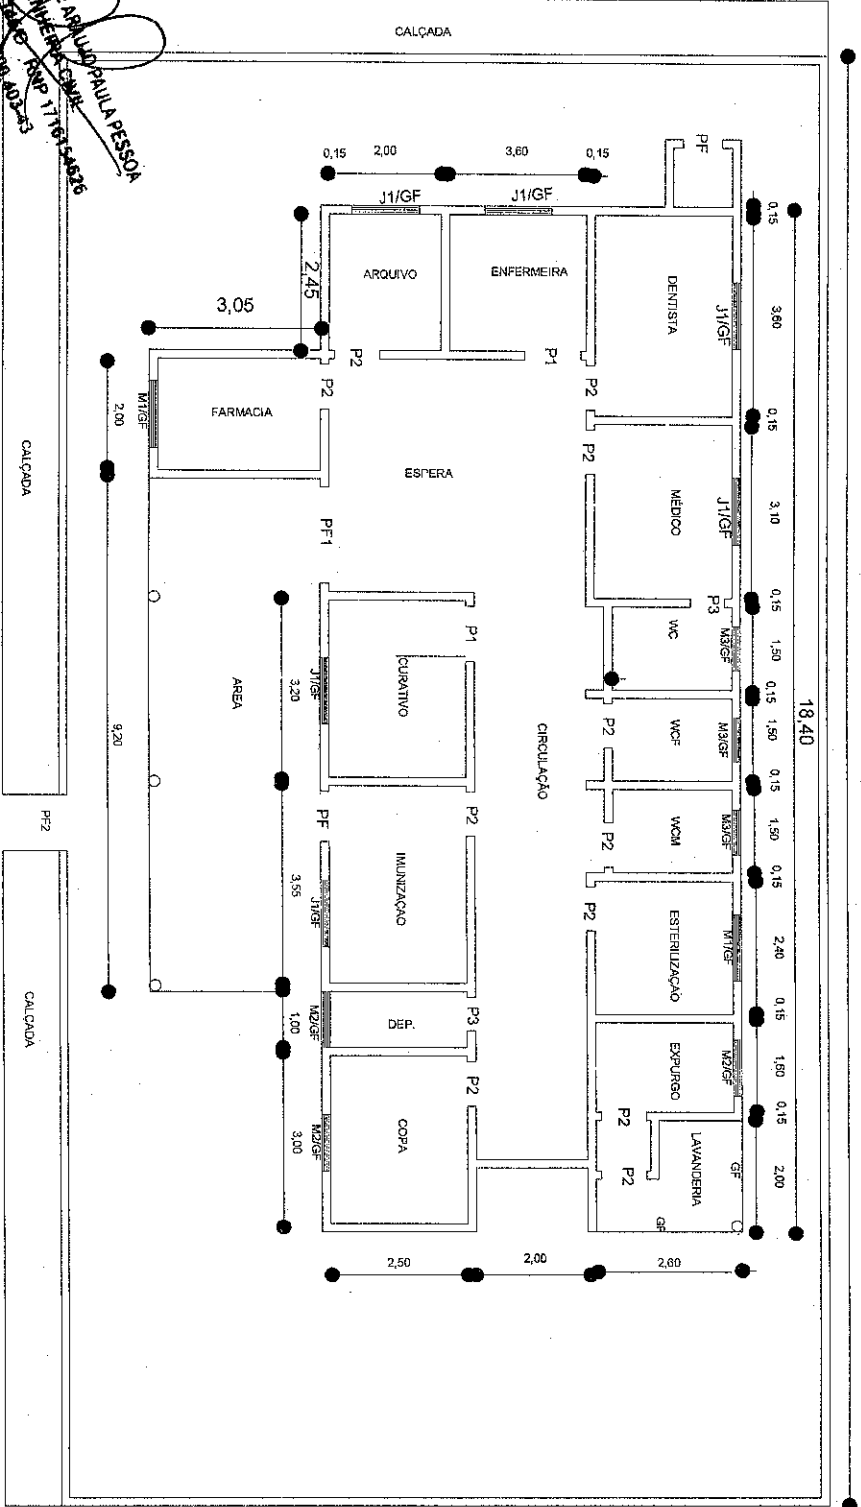 CALÇADA
E ARAUJO PAULA PESSOA
RNP 1716154626
0,15
2,00
3,60
0,15
PF
J1/GF
J1/GF
0,15
3,60
0,15
3,10
0,15
1,50
0,15
1,50
0,15
1,50
0,15
2,40
0,15
1,60
0,15
2,00
18,40
2,45
3,05
ARQUIVO
ENFERMEIRA
DENTISTA
J1/GF
P2
P1
P2
P2
P2
M1/GF
FARMACIA
ESPERA
MÉDICO
J1/GF
2,00
9,20
CALÇADA
PF1
P3
P1
WC
M3/GF
AREA
J1/GF
3,20
CURATIVO
CIRCULAÇÃO
P2
WCF
M3/GF
PF2
PF
P2
P2
WCM
M3/GF
3,55
J1/GF
IMUNIZAÇAO
P2
ESTERILIZAÇAO
M1/GF
CALÇADA
1,00
M2/GF
DEP.
P3
EXPURGO
M2/GF
P2
P2
P2
LAVANDERIA
GF
GF
3,00
M2/GF
COPA
2,50
2,00
2,60